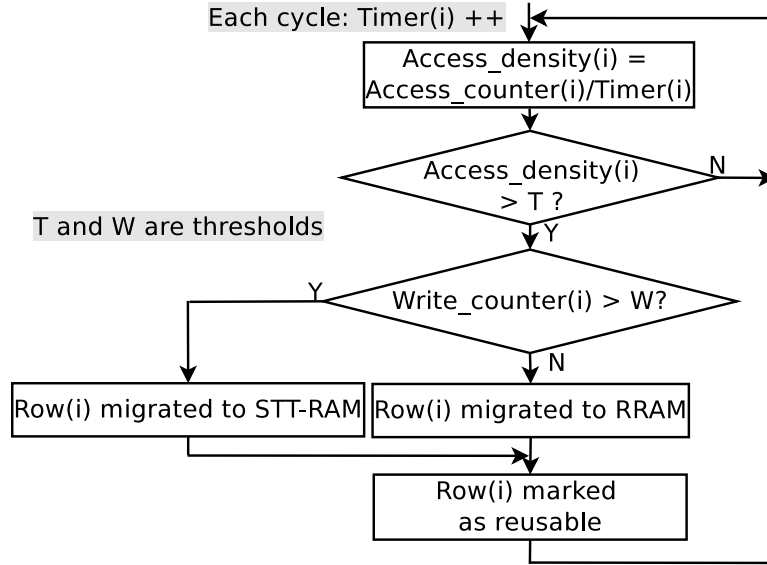 Each cycle: Timer(i) ++
Access_density(i) =
Access_counter(i)/Timer(i)
Access_density(i)
> T ?
N
T and W are thresholds
Y
Write_counter(i) > W?
Y
N
Row(i) migrated to STT-RAM
Row(i) migrated to RRAM
Row(i) marked
as reusable